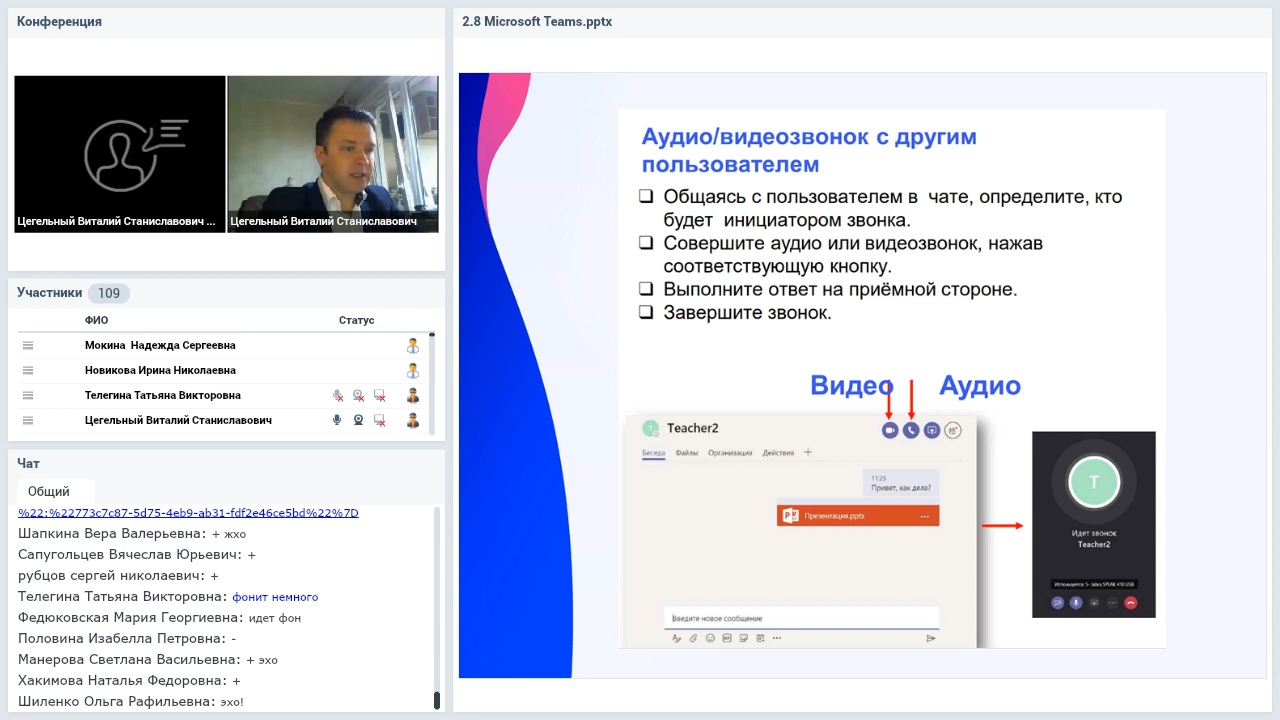 Конференция
Цегельный Виталий Станиславович ...
Цегельный Виталий Станиславович
Участники 109
ФИО Статус
Мокина Надежда Сергеевна
Новикова Ирина Николаевна
Телегина Татьяна Викторовна
Цегельный Виталий Станиславович
Чат
Общий
%22:%22773c7c87-5d75-4eb9-ab31-fdf2e46ce5bd%22%7D
Шапкина Вера Валерьевна: + жхо
Сапугольцев Вячеслав Юрьевич: +
рубцов сергей николаевич: +
Телегина Татьяна Викторовна: фонит немного
Федюковская Мария Георгиевна: идет фон
Половина Изабелла Петровна: -
Манерова Светлана Васильевна: + эхо
Хакимова Наталья Федоровна: +
Шиленко Ольга Рафильевна: эхо!
2.8 Microsoft Teams.pptx
Аудио/видеозвонок с другим
пользователем
Общаясь с пользователем в чате, определите, кто
будет инициатором звонка.
Совершите аудио или видеозвонок, нажав
соответствующую кнопку.
Выполните ответ на приёмной стороне.
Завершите звонок.
Видео Аудио
Teacher2
Беседа Файлы Организация Действия +
11:25
Привет, как дела?
Презентация.pptx ...
Введите новое сообщение
T
Идет звонок
Teacher2
Используется 5- Jabra SPEAK 410 USB